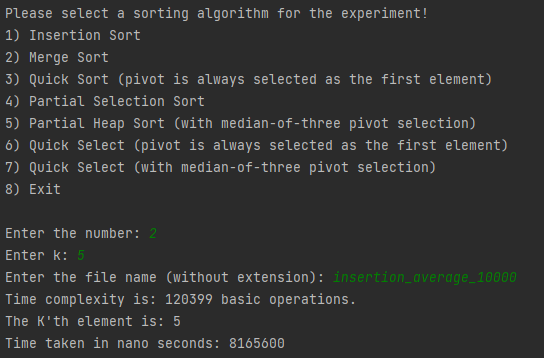 Please select a sorting algorithm for the experiment!
1) Insertion Sort
2) Merge Sort
3) Quick Sort (pivot is always selected as the first element)
4) Partial Selection Sort
5) Partial Heap Sort (with median-of-three pivot selection)
6) Quick Select (pivot is always selected as the first element)
7) Quick Select (with median-of-three pivot selection)
8) Exit
Enter the number: 2
Enter k: 5
Enter the file name (without extension): insertion_average_10000
Time complexity is: 120399 basic operations.
The K'th element is: 5
Time taken in nano seconds: 8165600